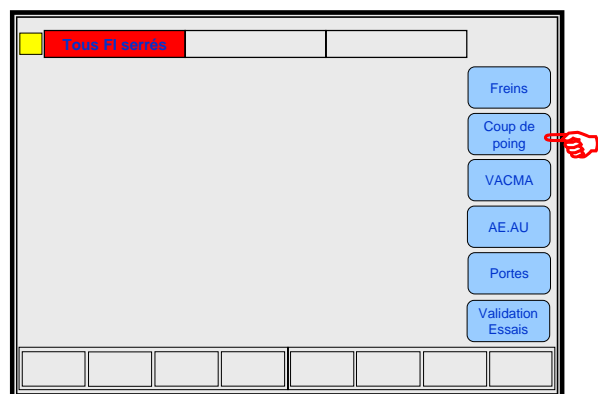 Tous FI serrés
Freins
Coup de
poing
VACMA
AE.AU
Portes
Validation
Essais